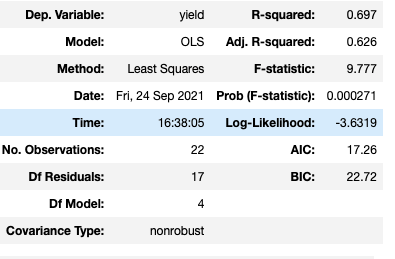 Dep. Variable: yield R-squared: 0.697
Model: OLS Adj. R-squared: 0.626
Method: Least Squares F-statistic: 9.777
Date: Fri, 24 Sep 2021 Prob (F-statistic): 0.000271
Time: 16:38:05 Log-Likelihood: -3.6319
No. Observations: 22 AIC: 17.26
Df Residuals: 17 BIC: 22.72
Df Model: 4
Covariance Type: nonrobust